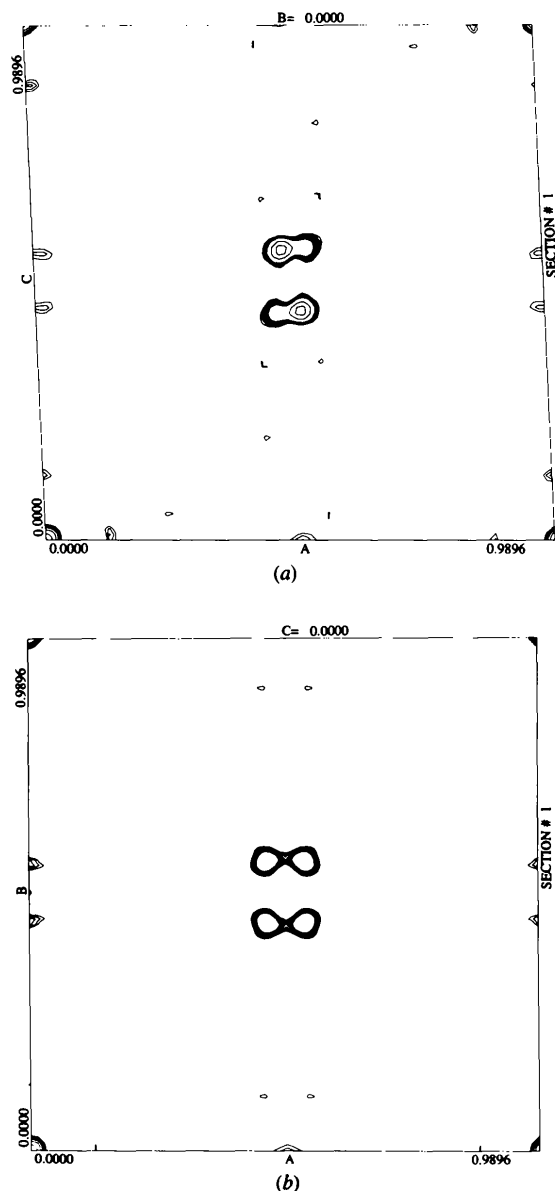 B= 0.0000
0.9896
C
SECTION # 1
0.0000
0.0000
A
0.9896
(a)
C= 0.0000
0.9896
B
SECTION # 1
0.0000
0.0000
A
0.9896
(b)